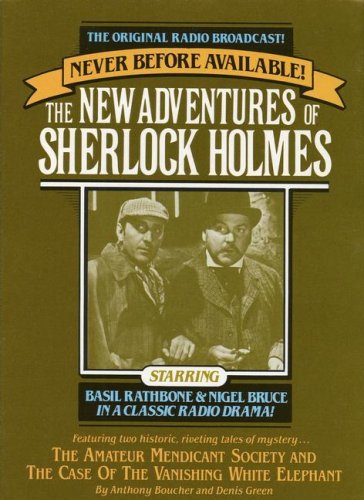 THE ORIGINAL RADIO BROADCAST!
NEVER BEFORE AVAILABLE!
THE NEW ADVENTURES OF
SHERLOCK HOLMES
STARRING
BASIL RATHBONE & NIGEL BRUCE
IN A CLASSIC RADIO DRAMA!
Featuring two historic, riveting tales of mystery...
THE AMATEUR MENDICANT SOCIETY AND
THE CASE OF THE VANISHING WHITE ELEPHANT
By Anthony Boucher and Denis Green